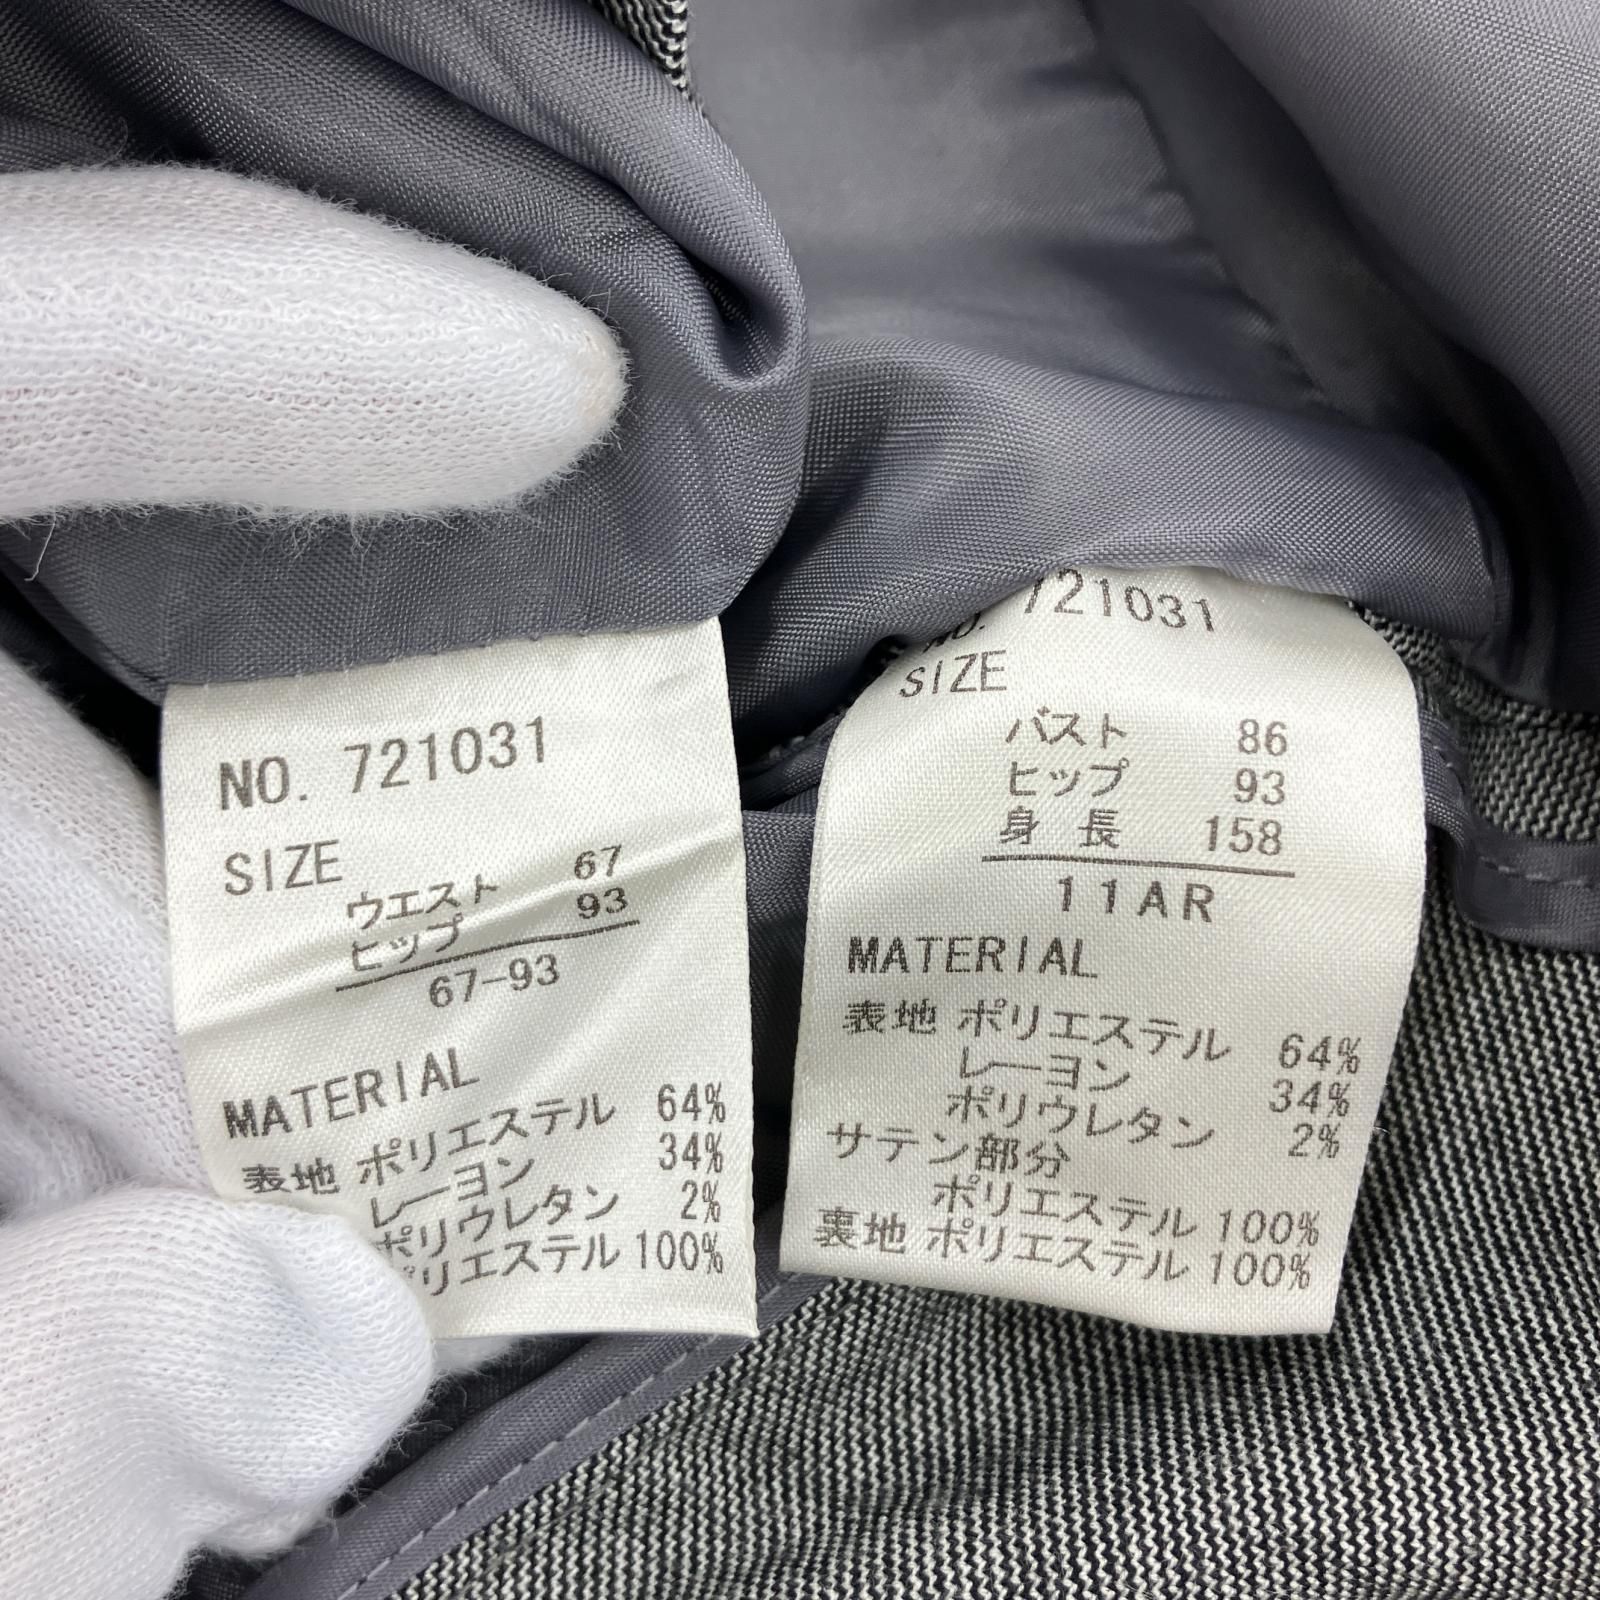 NO. 721031
SIZE
ウエスト 67
ヒップ 93
67-93
MATERIAL
表地 ポリエステル 64%
レーヨン 34%
ポリウレタン 2%
ポリエステル 100%
NO. 721031
SIZE
バスト 86
ヒップ 93
身 長 158
11AR
MATERIAL
表地 ポリエステル 64%
レーヨン 34%
ポリウレタン 2%
サテン部分
ポリエステル 100%
裏地 ポリエステル 100%